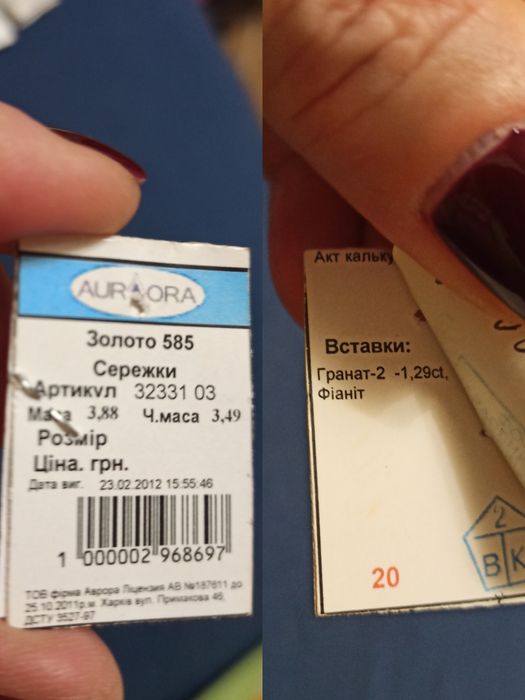 AURORA
Золото 585
Сережки
Артикул 32331 03
Маса 3,88 Ч.маса 3,49
Розмір
Ціна. грн.
Дата виг. 23.02.2012 15:55:46
1 000002 968697
ТОВ фірма Аврора Ліцензия АВ №187611 до
25.10.2011р.м. Харків вул. Примакова 46,
ДСТУ 3527-97
Акт кальку
Вставки:
Гранат-2 -1,29ct,
Фіаніт
20
2
В К